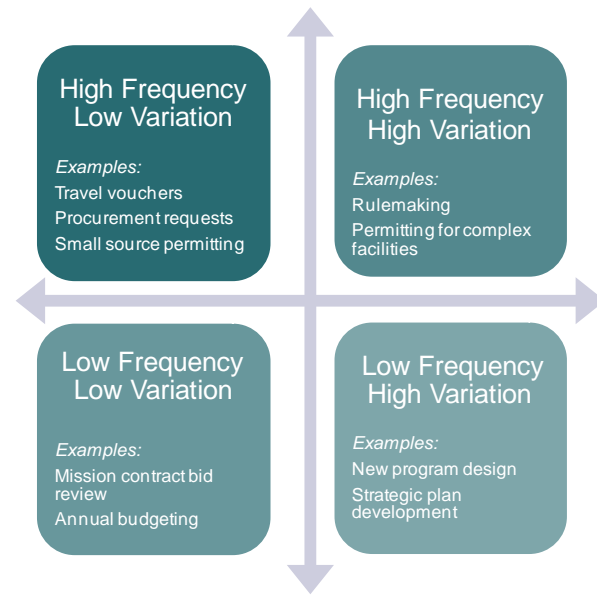 High Frequency
Low Variation
Examples:
Travel vouchers
Procurement requests
Small source permitting
High Frequency
High Variation
Examples:
Rulemaking
Permitting for complex
facilities
Low Frequency
Low Variation
Examples:
Mission contract bid
review
Annual budgeting
Low Frequency
High Variation
Examples:
New program design
Strategic plan
development